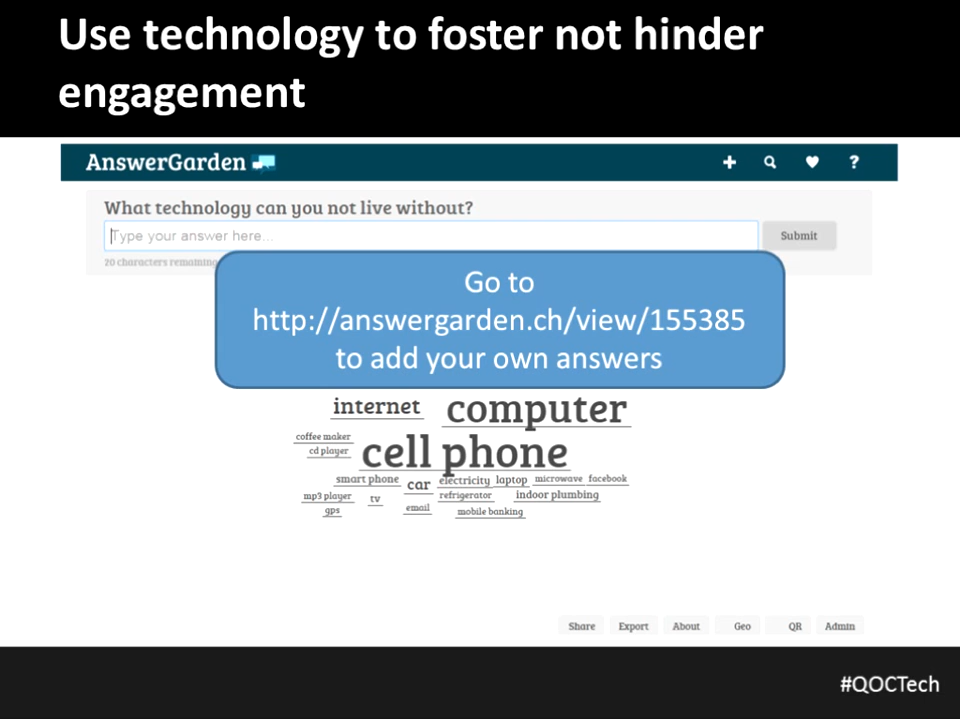 Use technology to foster not hinder
engagement
AnswerGarden
What technology can you not live without?
Type your answer here...
Submit
20 characters remaining
Go to
http://answergarden.ch/view/155385
to add your own answers
internet computer
coffee maker
cd player
cell phone
smart phone car electricity laptop microwave facebook
mp3 player tv refrigerator indoor plumbing
gps email mobile banking
Share Export About Geo QR Admin
#QOCTech